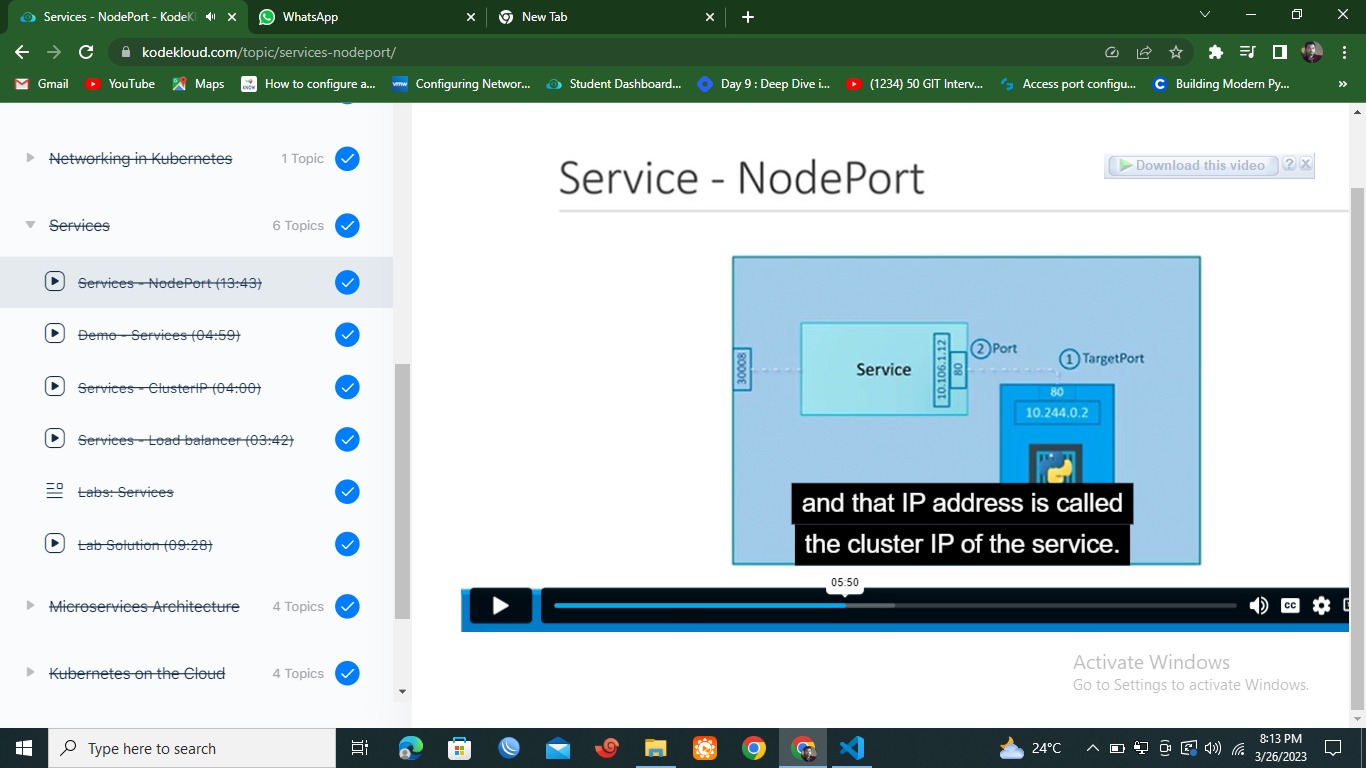 Services - NodePort - KodeKl
WhatsApp
New Tab
kodekloud.com/topic/services-nodeport/
Gmail
YouTube
Maps
How to configure a...
Configuring Networ...
Student Dashboard...
Day 9 : Deep Dive i...
(1234) 50 GIT Interv...
Access port configu...
Building Modern Py...
»
Networking in Kubernetes 1 Topic
Services 6 Topics
Services - NodePort (13:43)
Demo - Services (04:59)
Services - ClusterIP (04:00)
Services - Load balancer (03:42)
Labs: Services
Lab Solution (09:28)
Microservices Architecture 4 Topics
Kubernetes on the Cloud 4 Topics
Service - NodePort
Download this video ? X
30008
Service
10.106.1.12
80
2 Port
1 TargetPort
80
10.244.0.2
and that IP address is called
the cluster IP of the service.
05:50
CC
Activate Windows
Go to Settings to activate Windows.
Type here to search
24°C
8:13 PM
3/26/2023